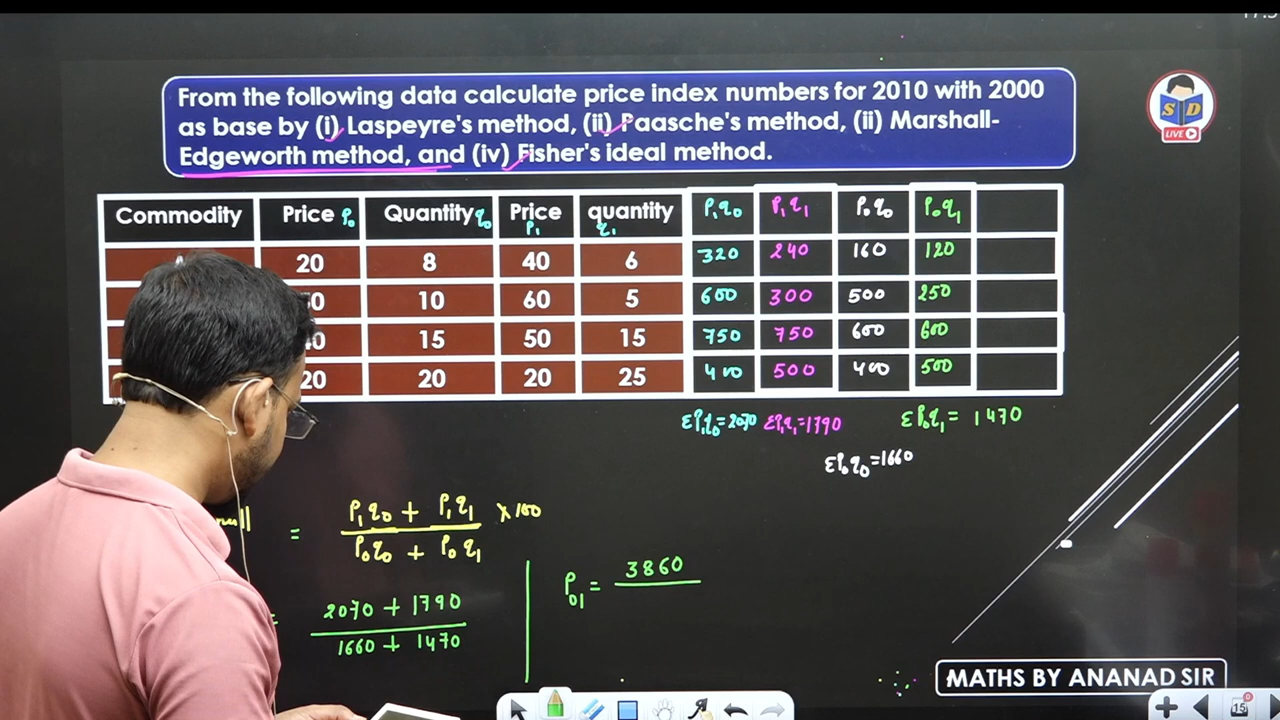 From the following data calculate price index numbers for 2010 with 2000
as base by (i) Laspeyre's method, (ii) Paasche's method, (ii) Marshall-
Edgeworth method, and (iv) Fisher's ideal method.
SD
LIVE
Commodity Price P₀ Quantity q₀ Price P₁ quantity q₁ P₁q₀ P₁q₁ P₀q₀ P₀q₁
20 8 40 6 320 240 160 120
10 60 5 600 300 500 250
15 50 15 750 750 600 600
20 20 20 25 400 500 400 500
ΣP₁q₀=2070 ΣP₁q₁=1790 ΣP₀q₁= 1470
ΣP₀q₀=1660
= P₁q₀ + P₁q₁ ×100
P₀q₀ + P₀q₁
P₀₁ = 3860
2070 + 1790
1660 + 1470
MATHS BY ANANAD SIR
15